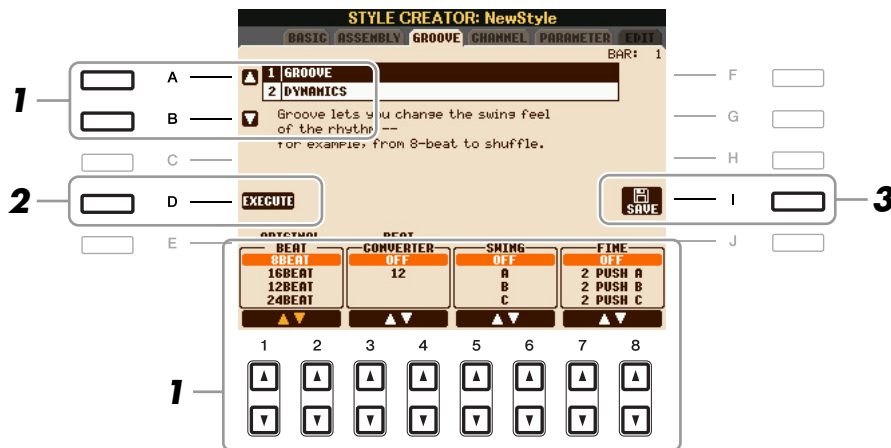 STYLE CREATOR: NewStyle
BASIC ASSEMBLY GROOVE CHANNEL PARAMETER EDIT
BAR: 1
1 GROOVE
2 DYNAMICS
Groove lets you change the swing feel
of the rhythm --
for example, from 8-beat to shuffle.
EXECUTE
SAVE
A
B
C
D
E
F
G
H
I
J
1
2
3
ORIGINAL BEAT
BEAT CONVERTER SWING FINE
8BEAT OFF OFF OFF
16BEAT 12 A 2 PUSH A
12BEAT B 2 PUSH B
24BEAT C 2 PUSH C
1 2 3 4 5 6 7 8
1